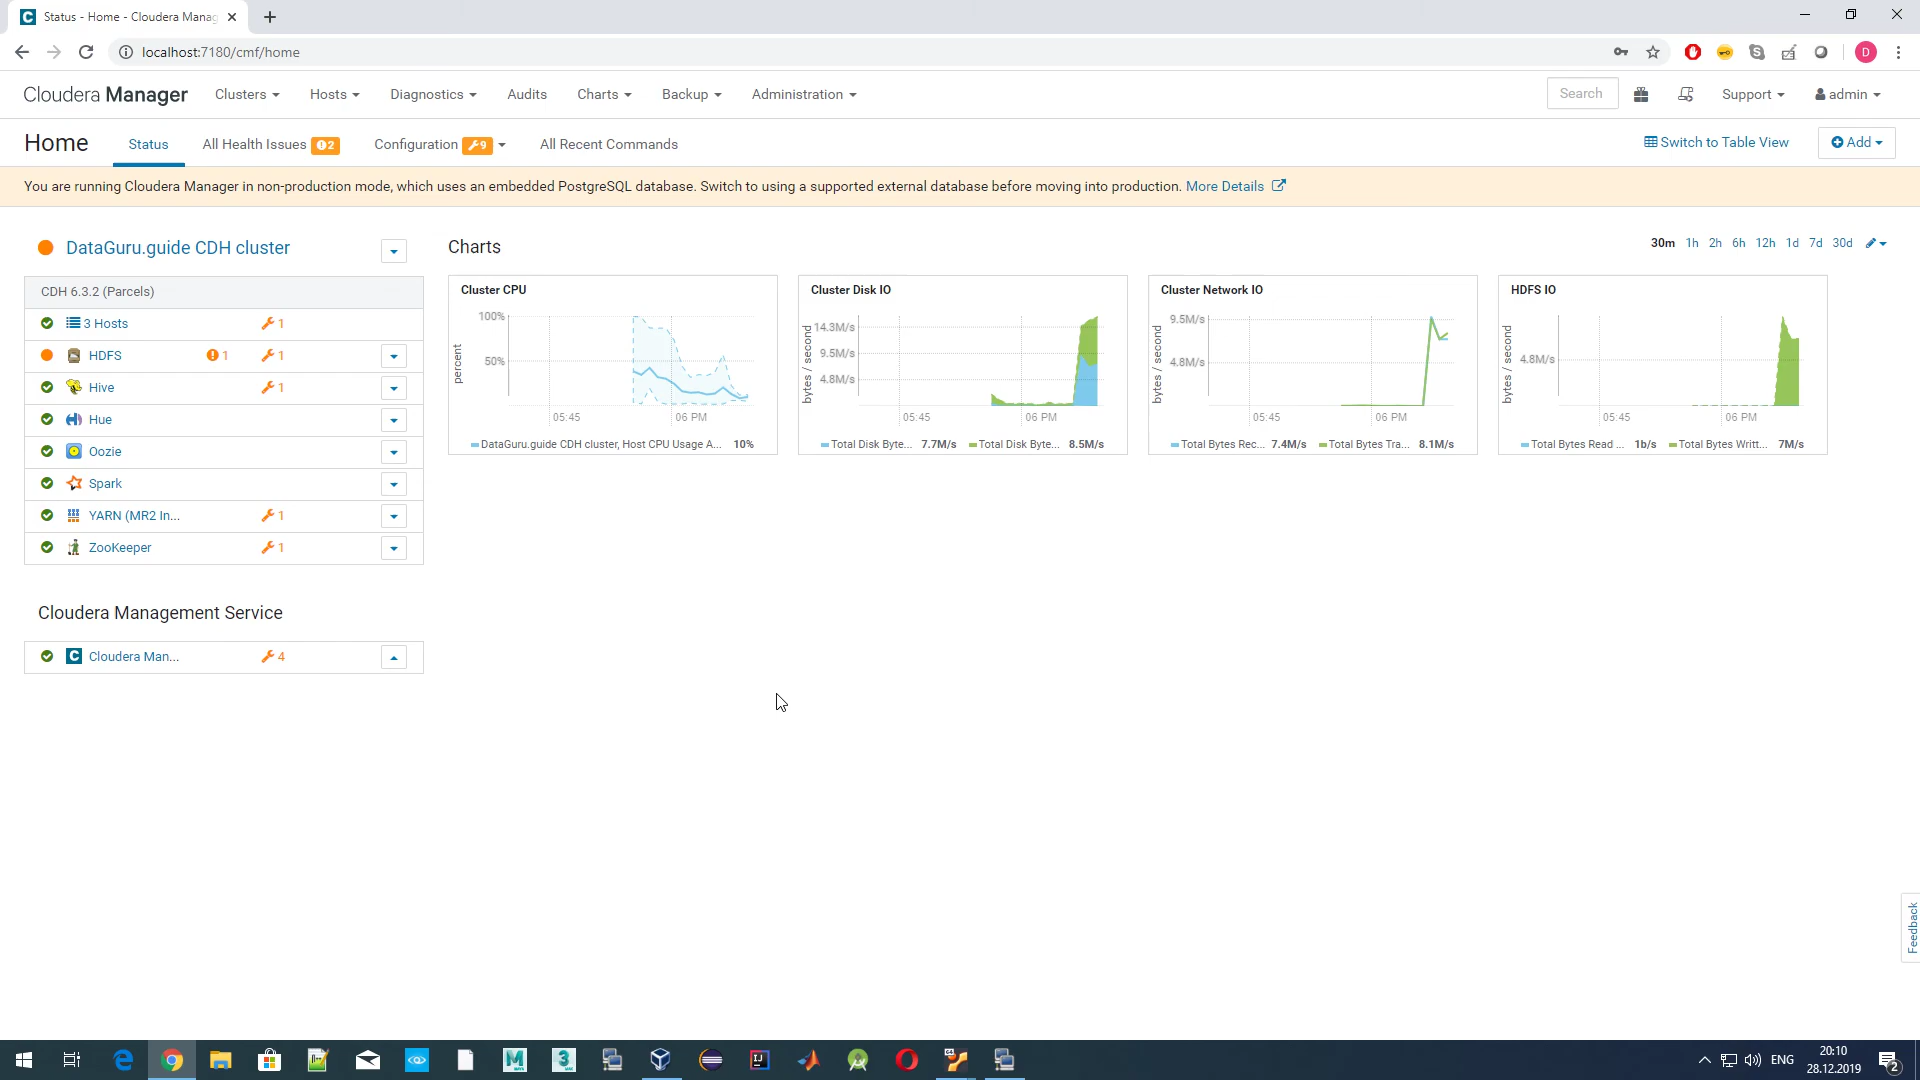 Status - Home - Cloudera Manag
localhost:7180/cmf/home
D
Cloudera Manager
Clusters
Hosts
Diagnostics
Audits
Charts
Backup
Administration
Search
Support
admin
Home
Status
All Health Issues 2
Configuration 9
All Recent Commands
Switch to Table View
Add
You are running Cloudera Manager in non-production mode, which uses an embedded PostgreSQL database. Switch to using a supported external database before moving into production. More Details
DataGuru.guide CDH cluster
CDH 6.3.2 (Parcels)
3 Hosts 1
HDFS 1 1
Hive 1
Hue
Oozie
Spark
YARN (MR2 In... 1
ZooKeeper 1
Cloudera Management Service
Cloudera Man... 4
Charts
30m 1h 2h 6h 12h 1d 7d 30d
Cluster CPU
percent
100%
50%
05:45 06 PM
DataGuru.guide CDH cluster, Host CPU Usage A... 10%
Cluster Disk IO
bytes / second
14.3M/s
9.5M/s
4.8M/s
05:45 06 PM
Total Disk Byte... 7.7M/s Total Disk Byte... 8.5M/s
Cluster Network IO
bytes / second
9.5M/s
4.8M/s
05:45 06 PM
Total Bytes Rec... 7.4M/s Total Bytes Tra... 8.1M/s
HDFS IO
bytes / second
4.8M/s
05:45 06 PM
Total Bytes Read ... 1b/s Total Bytes Writt... 7M/s
Feedback
ENG
20:10
28.12.2019
2